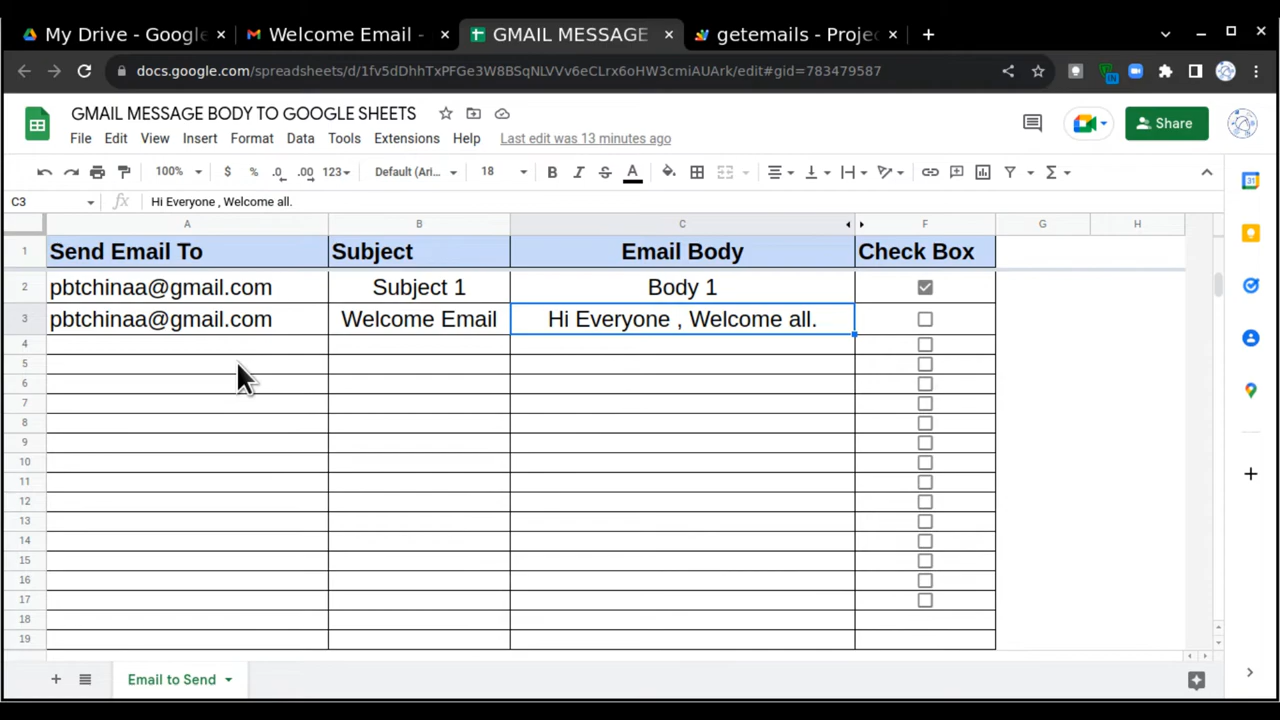 My Drive - Google
Welcome Email -
GMAIL MESSAGE
getemails - Projec
docs.google.com/spreadsheets/d/1fv5dDhhTxPFGe3W8BSqNLVVv6eCLrx6oHW3cmiAUArk/edit#gid=783479587
GMAIL MESSAGE BODY TO GOOGLE SHEETS
File Edit View Insert Format Data Tools Extensions Help Last edit was 13 minutes ago
Share
100% $ % .0 .00 123 Default (Ari... 18 B I S A
C3 fx Hi Everyone , Welcome all.
A B C F G H
1 Send Email To Subject Email Body Check Box
2 pbtchinaa@gmail.com Subject 1 Body 1
3 pbtchinaa@gmail.com Welcome Email Hi Everyone , Welcome all.
4
5
6
7
8
9
10
11
12
13
14
15
16
17
18
19
Email to Send